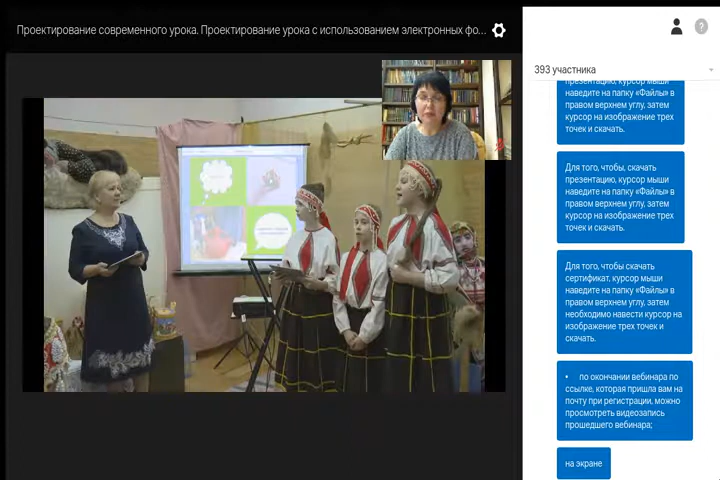 Проектирование современного урока. Проектирование урока с использованием электронных фо...
393 участника
презентацию, курсор мыши
наведите на папку «Файлы» в
правом верхнем углу, затем
курсор на изображение трех
точек и скачать.
Для того, чтобы, скачать
презентацию, курсор мыши
наведите на папку «Файлы» в
правом верхнем углу, затем
курсор на изображение трех
точек и скачать.
Для того, чтобы скачать
сертификат, курсор мыши
наведите на папку «Файлы» в
правом верхнем углу, затем
необходимо навести курсор на
изображение трех точек и
скачать.
• по окончании вебинара по
ссылке, которая пришла вам на
почту при регистрации, можно
просмотреть видеозапись
прошедшего вебинара;
на экране